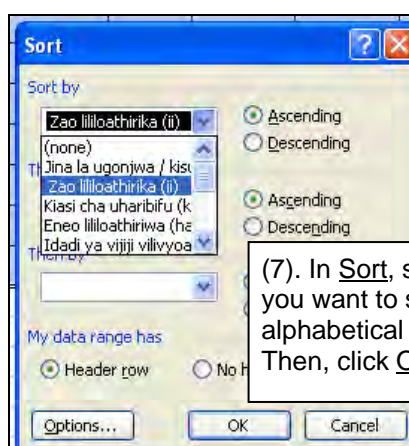 Sort
Sort by
Zao lililoathirika (ii)
Ascending
Descending
(none)
Jina la ugonjwa / kisu
Zao lililoathirika (ii)
Kiasi cha uharibifu (k
Eneo lililoathiriwa (ha
Idadi ya vijiji vilivyoa
Ascending
Descending
Then by
(7). In Sort, s
you want to s
alphabetical
Then, click
My data range has
Header row
No h
Options...
OK
Cancel